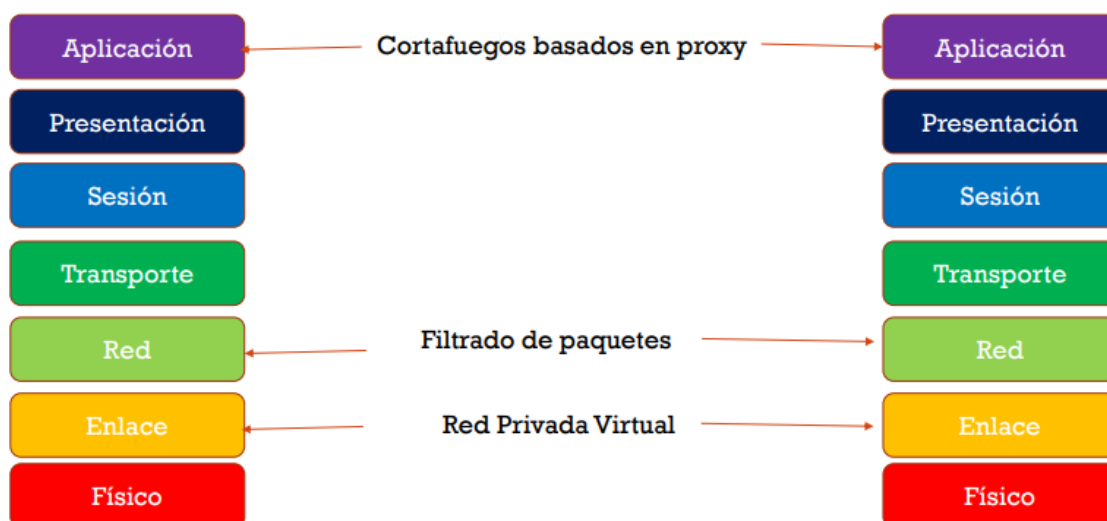 Aplicación
Cortafuegos basados en proxy
Aplicación
Presentación
Presentación
Sesión
Sesión
Transporte
Transporte
Red
Filtrado de paquetes
Red
Enlace
Red Privada Virtual
Enlace
Físico
Físico